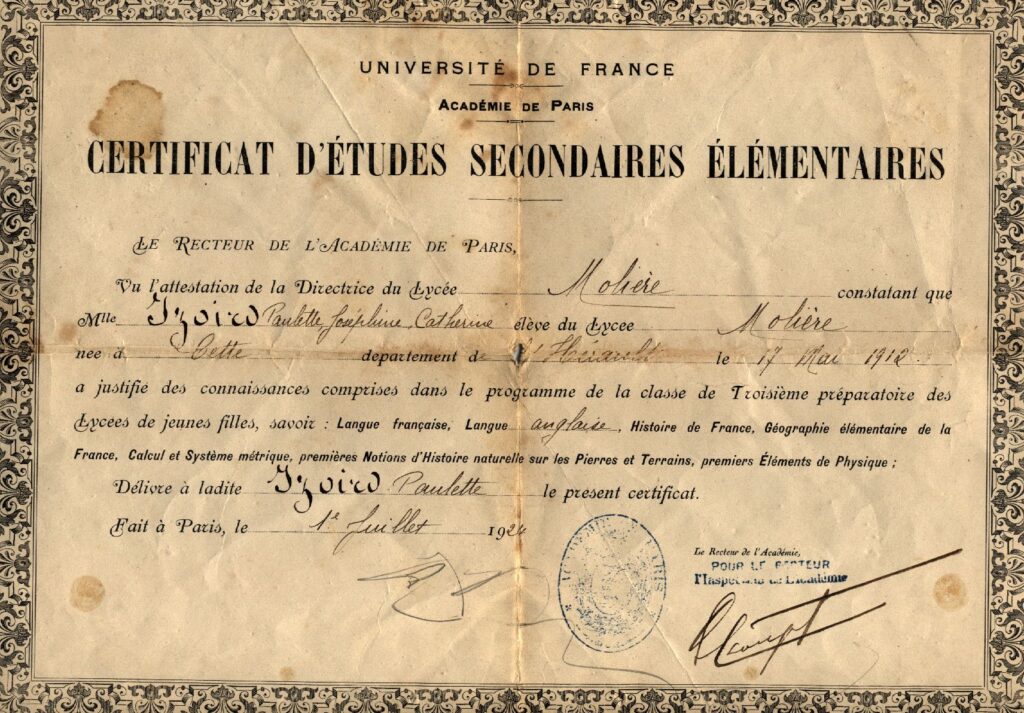 UNIVERSITÉ DE FRANCE
ACADÉMIE DE PARIS
CERTIFICAT D'ÉTUDES SECONDAIRES ÉLÉMENTAIRES
LE RECTEUR DE L'ACADÉMIE DE PARIS,
Vu l'attestation de la Directrice du Lycée Molière constatant que
Mlle Izoird Paulette, Joséphine, Catherine élève du Lycée Molière
née à Cette département de l'Hérault le 17 Mai 1912
a justifié des connaissances comprises dans le programme de la classe de Troisième préparatoire des
Lycées de jeunes filles, savoir : Langue française, Langue anglaise, Histoire de France, Géographie élémentaire de la
France, Calcul et Système métrique, premières Notions d'Histoire naturelle sur les Pierres et Terrains, premiers Éléments de Physique ;
Délivré à ladite Izoird Paulette le présent certificat.
Fait à Paris, le 1er Juillet 1924
Le Recteur de l'Académie,
POUR LE RECTEUR
l'Inspecteur de l'Académie